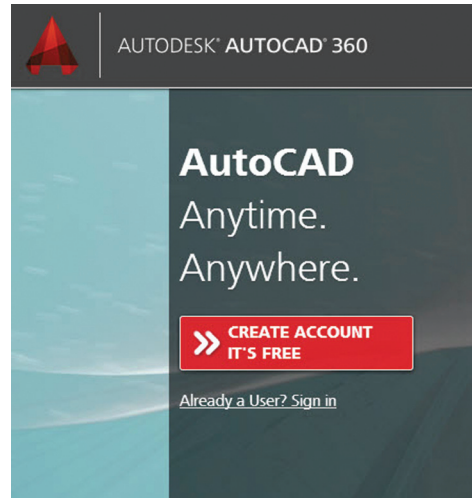 AUTODESK® AUTOCAD® 360
AutoCAD
Anytime.
Anywhere.
CREATE ACCOUNT
IT'S FREE
Already a User? Sign in